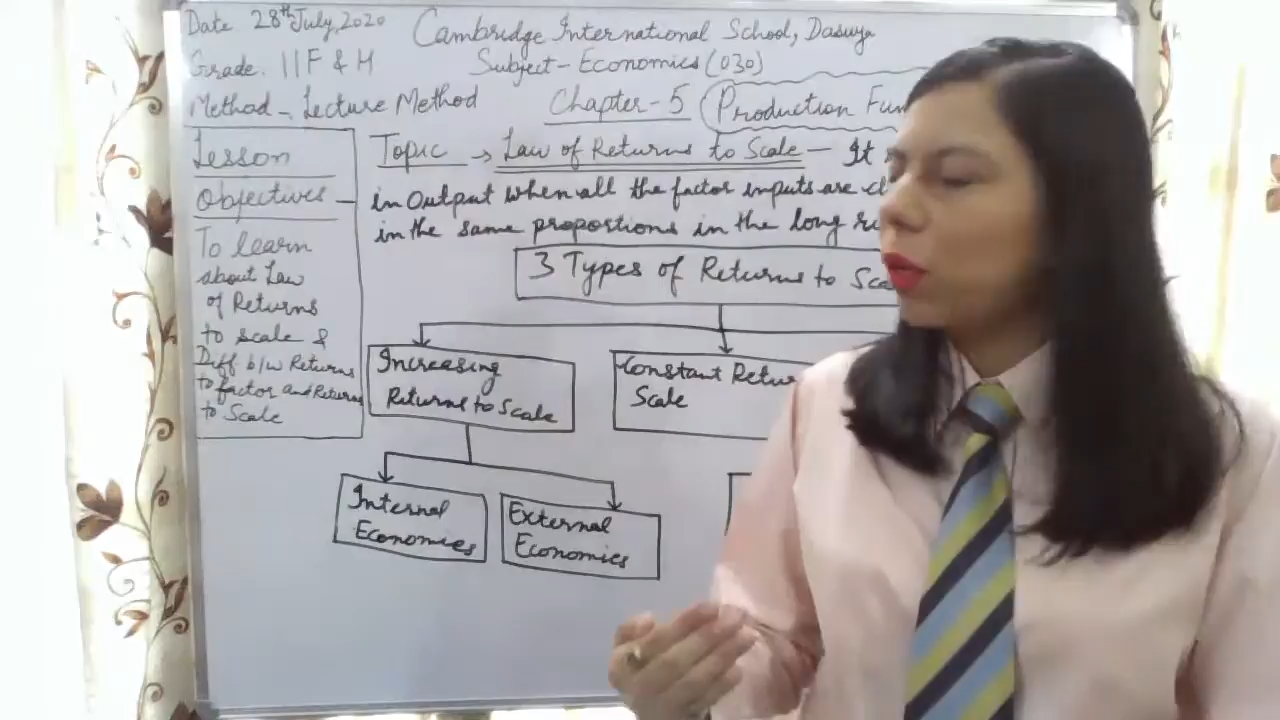 Date 28th July, 2020
Cambridge International School, Dasuya
Grade. 11 F & H
Subject - Economics (030)
Method - Lecture Method
Chapter - 5
Production Fun
Lesson
Objectives -
To learn
about Law
of Returns
to scale &
Diff b/w Returns
to factor and Returns
to Scale
Topic → Law of Returns to Scale - It
in Output when all the factor inputs are
in the same proportions in the long
3 Types of Returns to Sca
Increasing
Returns to Scale
Constant Retu
Scale
Internal
Economies
External
Economies